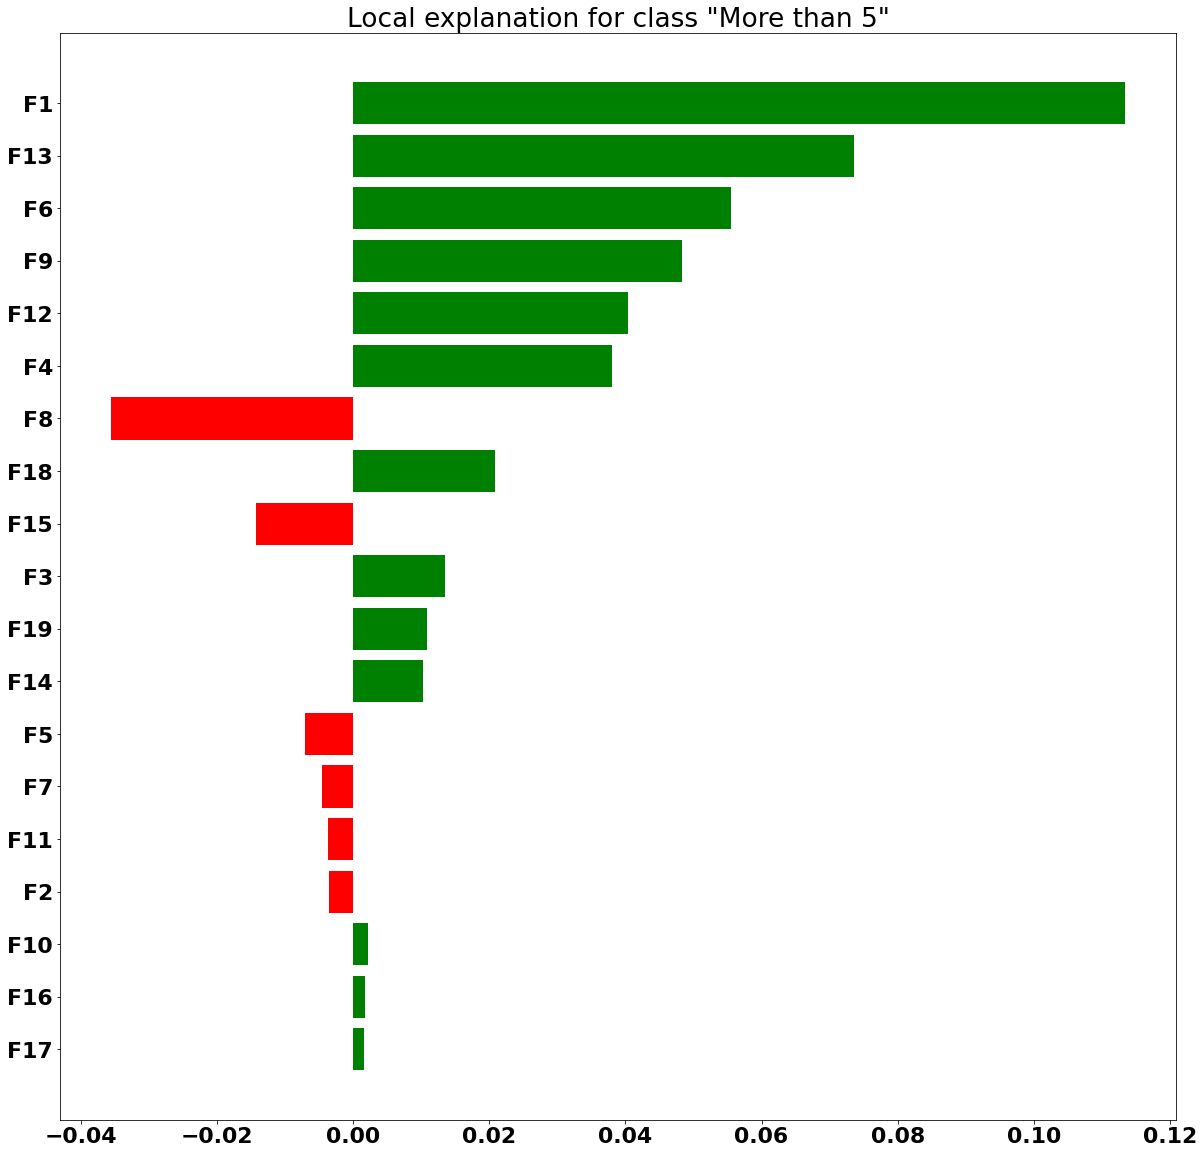 Local explanation for class "More than 5"
F1
F13
F6
F9
F12
F4
F8
F18
F15
F3
F19
F14
F5
F7
F11
F2
F10
F16
F17
−0.04 −0.02 0.00 0.02 0.04 0.06 0.08 0.10 0.12